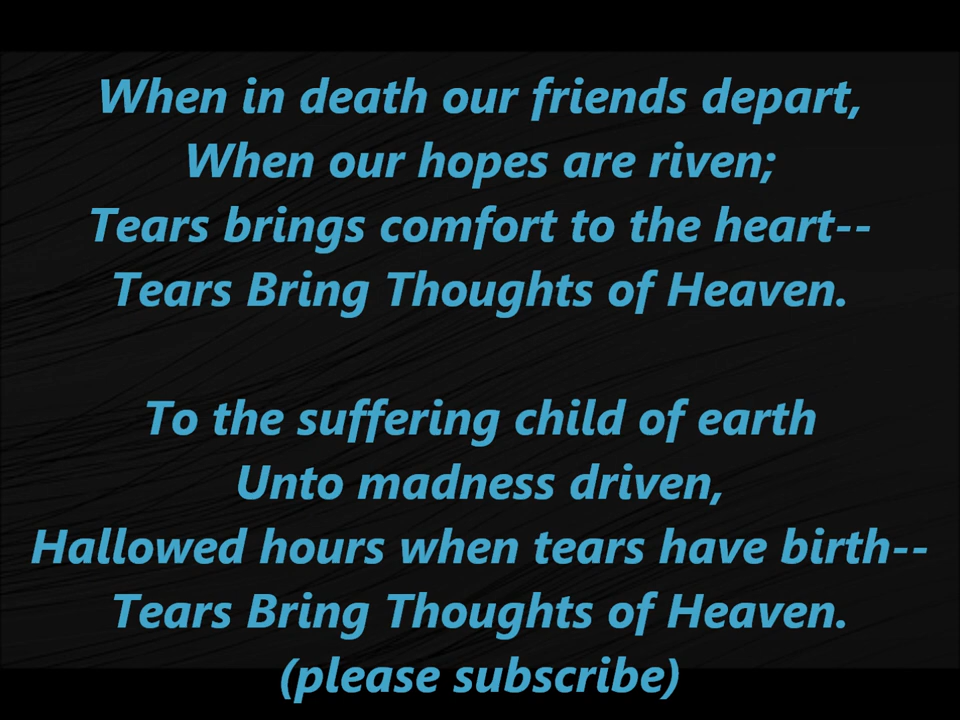 When in death our friends depart,
When our hopes are riven;
Tears brings comfort to the heart--
Tears Bring Thoughts of Heaven.
To the suffering child of earth
Unto madness driven,
Hallowed hours when tears have birth--
Tears Bring Thoughts of Heaven.
(please subscribe)